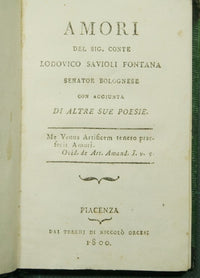 AMORI
DEL SIG. CONTE
LODOVICO SAVIOLI FONTANA
SENATOR BOLOGNESE
CON AGGIUNTA
DI ALTRE SUE POESIE.
Me Venus Artificem tenero prae-
fecit Amori.
Ovid. de Art. Amand. I. v. 7.
PIACENZA
DAI TORCHJ DI NICCOLÒ ORCESI
1800.